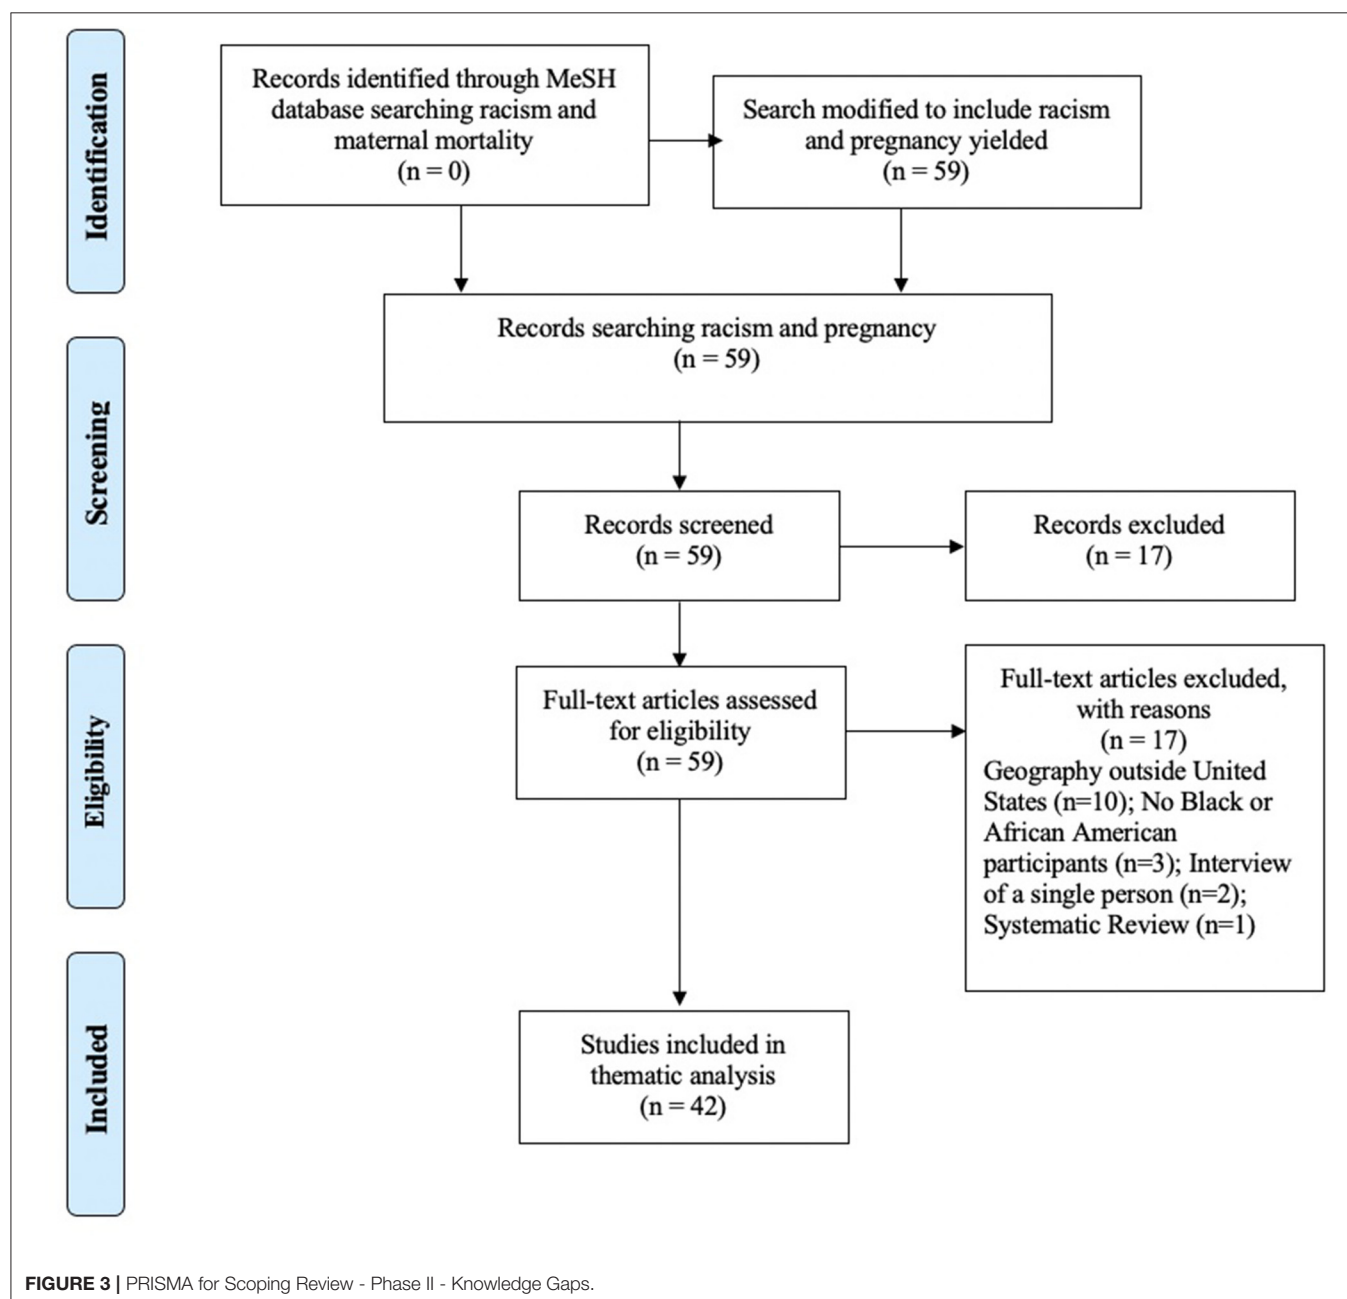 Identification
Records identified through MeSH
database searching racism and
maternal mortality
(n = 0)
Search modified to include racism
and pregnancy yielded
(n = 59)
Records searching racism and pregnancy
(n = 59)
Screening
Records screened
(n = 59)
Records excluded
(n = 17)
Eligibility
Full-text articles assessed
for eligibility
(n = 59)
Full-text articles excluded,
with reasons
(n = 17)
Geography outside United
States (n=10); No Black or
African American
participants (n=3); Interview
of a single person (n=2);
Systematic Review (n=1)
Included
Studies included in
thematic analysis
(n = 42)
FIGURE 3 | PRISMA for Scoping Review - Phase II - Knowledge Gaps.